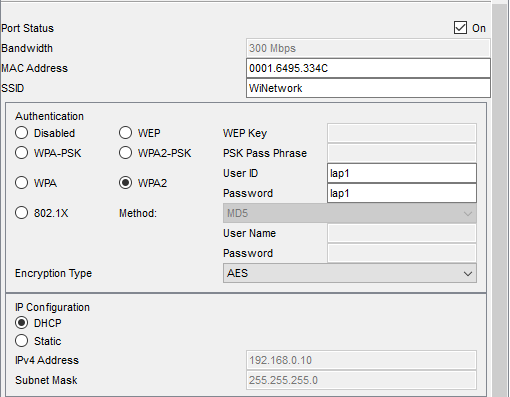 Port Status On
Bandwidth 300 Mbps
MAC Address 0001.6495.334C
SSID WiNetwork
Authentication
Disabled WEP WEP Key
WPA-PSK WPA2-PSK PSK Pass Phrase
User ID lap1
WPA WPA2
Password lap1
802.1X Method: MD5
User Name
Password
Encryption Type AES
IP Configuration
DHCP
Static
IPv4 Address 192.168.0.10
Subnet Mask 255.255.255.0